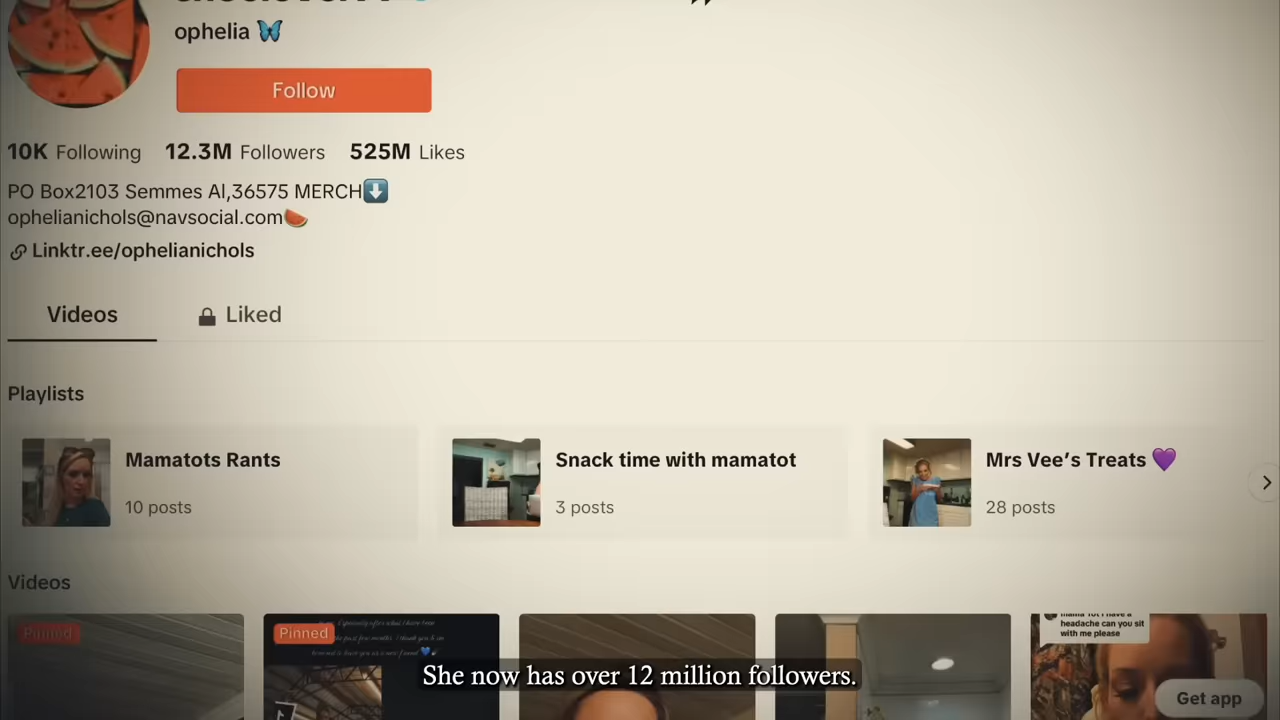 ophelia 🦋
Follow
10K Following 12.3M Followers 525M Likes
PO Box2103 Semmes Al,36575 MERCH⬇️
ophelianichols@navsocial.com🍉
Linktr.ee/ophelianichols
Videos Liked
Playlists
Mamatots Rants
10 posts
Snack time with mamatot
3 posts
Mrs Vee's Treats 💜
28 posts
Videos
Pinned
Pinned
headache can you sit
with me please
Get app
She now has over 12 million followers.